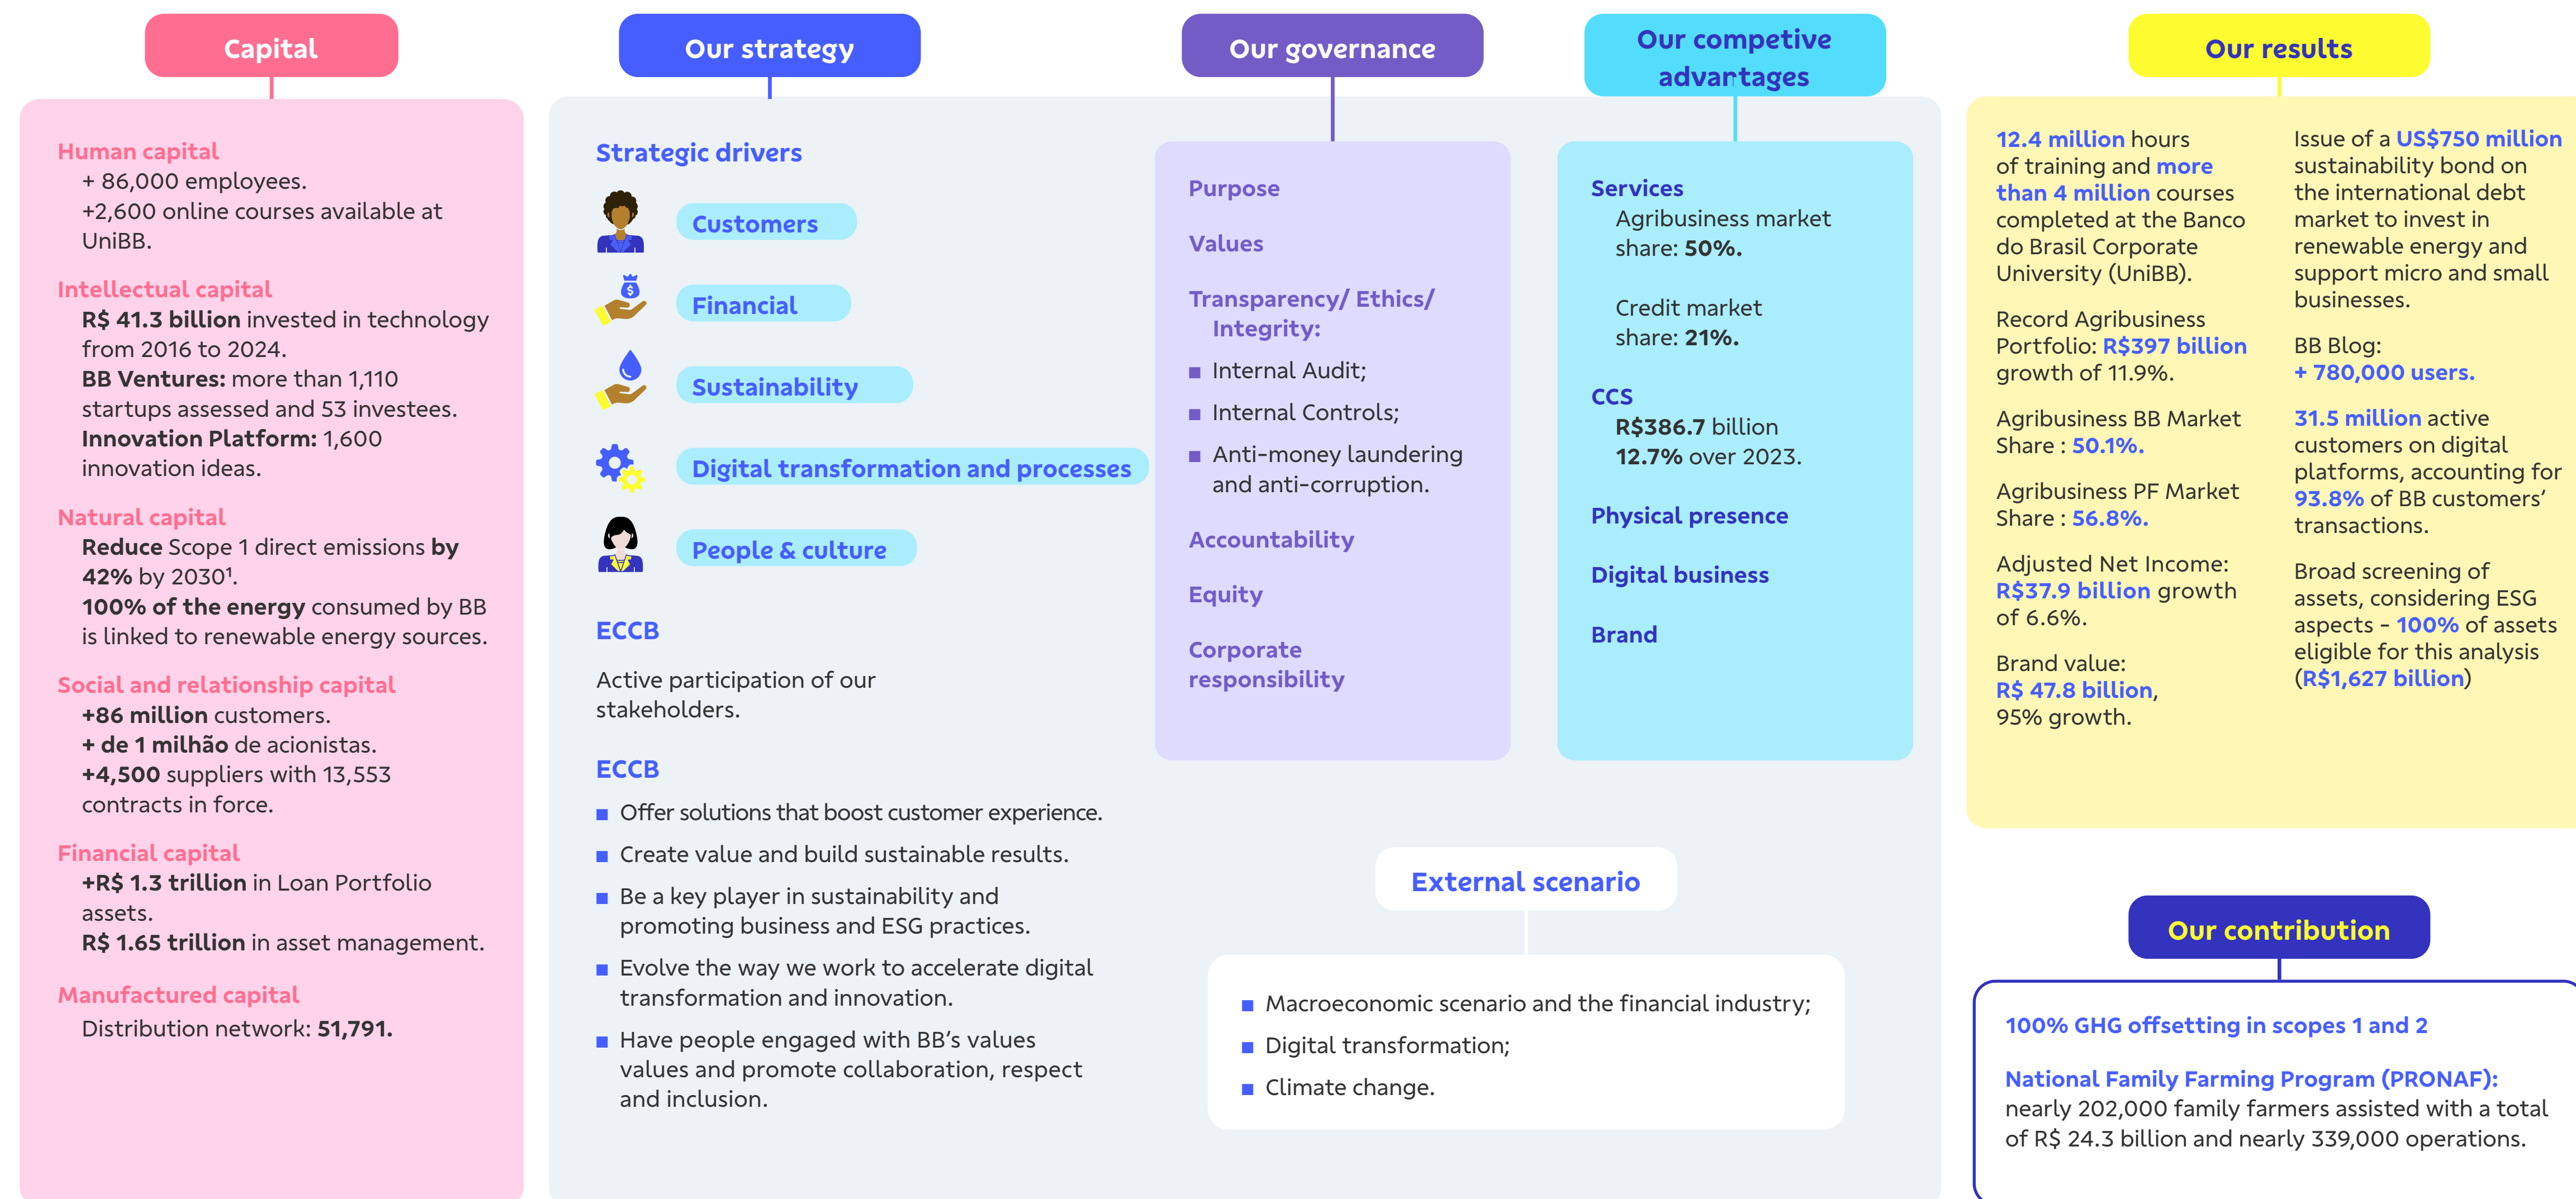 Capital
Human capital
+ 86,000 employees.
+2,600 online courses available at
UniBB.
Intellectual capital
R$ 41.3 billion invested in technology
from 2016 to 2024.
BB Ventures: more than 1,110
startups assessed and 53 investees.
Innovation Platform: 1,600
innovation ideas.
Natural capital
Reduce Scope 1 direct emissions by
42% by 2030¹.
100% of the energy consumed by BB
is linked to renewable energy sources.
Social and relationship capital
+86 million customers.
+ de 1 milhão de acionistas.
+4,500 suppliers with 13,553
contracts in force.
Financial capital
+R$ 1.3 trillion in Loan Portfolio
assets.
R$ 1.65 trillion in asset management.
Manufactured capital
Distribution network: 51,791.
Our strategy
Strategic drivers
Customers
Financial
Sustainability
Digital transformation and processes
People & culture
ECCB
Active participation of our
stakeholders.
ECCB
Offer solutions that boost customer experience.
Create value and build sustainable results.
Be a key player in sustainability and
promoting business and ESG practices.
Evolve the way we work to accelerate digital
transformation and innovation.
Have people engaged with BB's values
values and promote collaboration, respect
and inclusion.
Our governance
Purpose
Values
Transparency/ Ethics/
Integrity:
Internal Audit;
Internal Controls;
Anti-money laundering
and anti-corruption.
Accountability
Equity
Corporate
responsibility
Our competive
advantages
Services
Agribusiness market
share: 50%.
Credit market
share: 21%.
CCS
R$386.7 billion
12.7% over 2023.
Physical presence
Digital business
Brand
External scenario
Macroeconomic scenario and the financial industry;
Digital transformation;
Climate change.
Our results
12.4 million hours
of training and more
than 4 million courses
completed at the Banco
do Brasil Corporate
University (UniBB).
Record Agribusiness
Portfolio: R$397 billion
growth of 11.9%.
Agribusiness BB Market
Share : 50.1%.
Agribusiness PF Market
Share : 56.8%.
Adjusted Net Income:
R$37.9 billion growth
of 6.6%.
Brand value:
R$ 47.8 billion,
95% growth.
Issue of a US$750 million
sustainability bond on
the international debt
market to invest in
renewable energy and
support micro and small
businesses.
BB Blog:
+ 780,000 users.
31.5 million active
customers on digital
platforms, accounting for
93.8% of BB customers'
transactions.
Broad screening of
assets, considering ESG
aspects - 100% of assets
eligible for this analysis
(R$1,627 billion)
Our contribution
100% GHG offsetting in scopes 1 and 2
National Family Farming Program (PRONAF):
nearly 202,000 family farmers assisted with a total
of R$ 24.3 billion and nearly 339,000 operations.